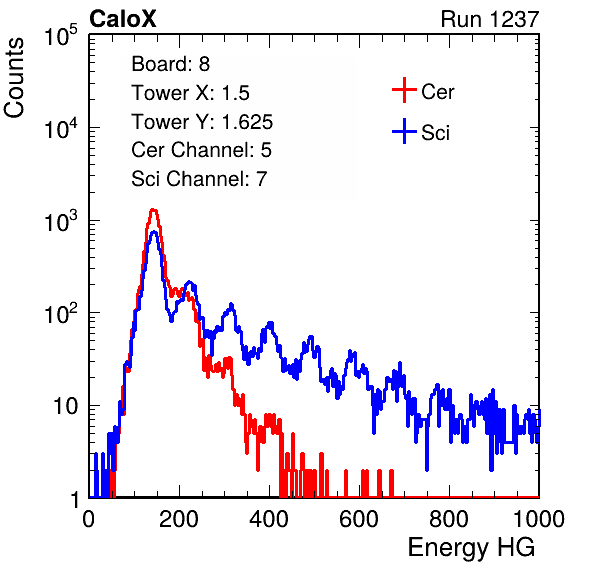 CaloX Run 1237
Counts
10^5
10^4
10^3
10^2
10
1
Board: 8
Tower X: 1.5
Tower Y: 1.625
Cer Channel: 5
Sci Channel: 7
Cer
Sci
0 200 400 600 800 1000
Energy HG